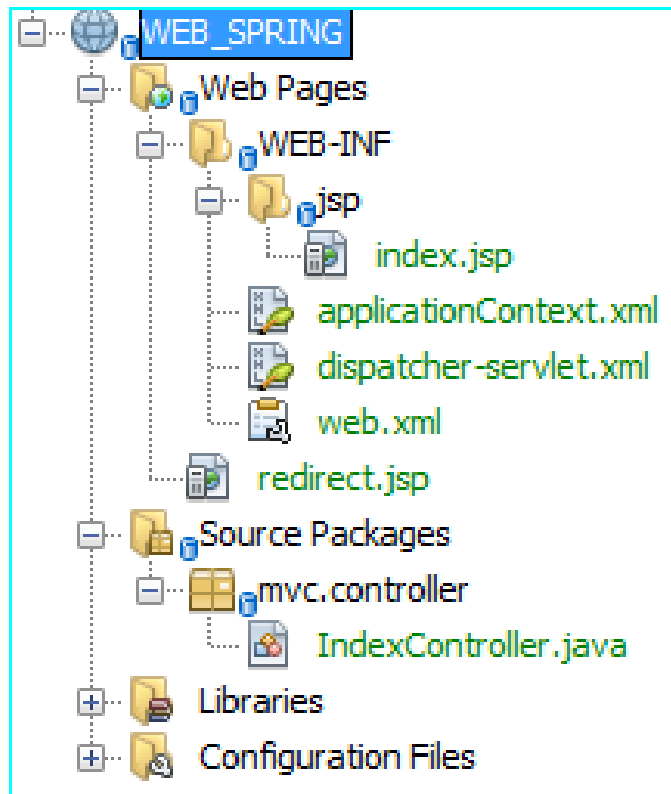 WEB_SPRING
Web Pages
WEB-INF
jsp
index.jsp
applicationContext.xml
dispatcher-servlet.xml
web.xml
redirect.jsp
Source Packages
mvc.controller
IndexController.java
Libraries
Configuration Files